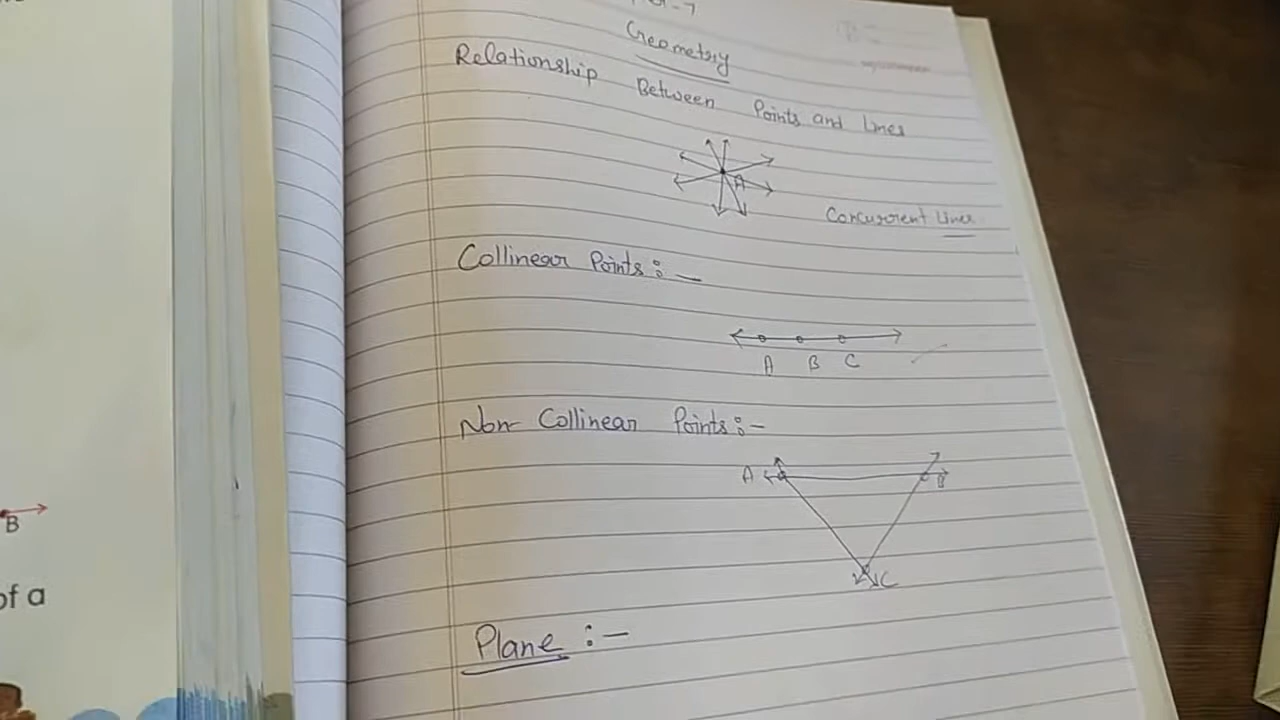 Geometry
Relationship Between Points and Lines
A
Concurrent Lines
Collinear Points :-
A B C
Non Collinear Points :-
A B
C
Plane :-
B
of a